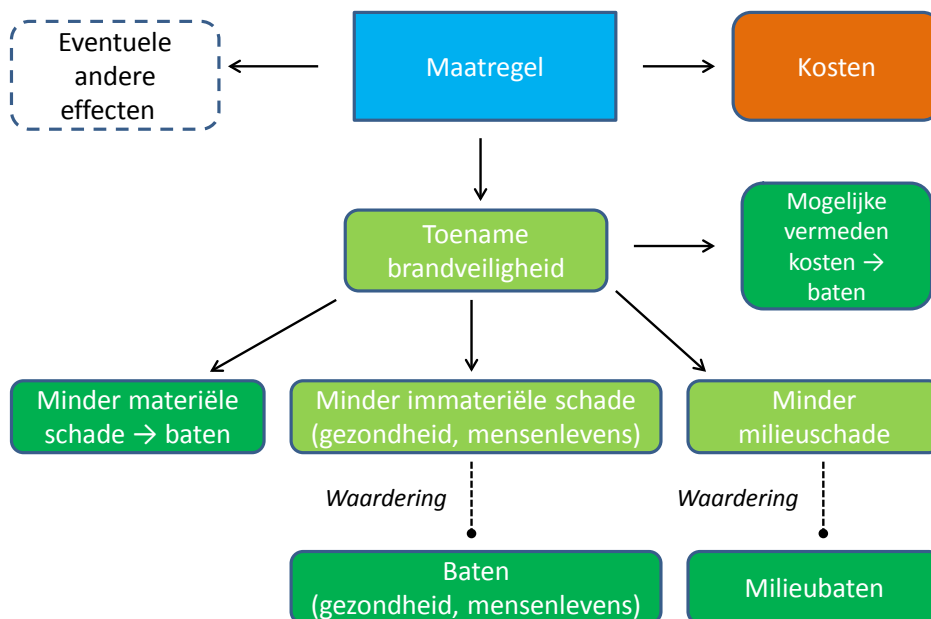 Eventuele
andere
effecten
Maatregel
Kosten
Toename
brandveiligheid
Mogelijke
vermeden
kosten →
baten
Minder materiële
schade → baten
Minder immateriële schade
(gezondheid, mensenlevens)
Minder
milieuschade
Waardering
Waardering
Baten
(gezondheid, mensenlevens)
Milieubaten